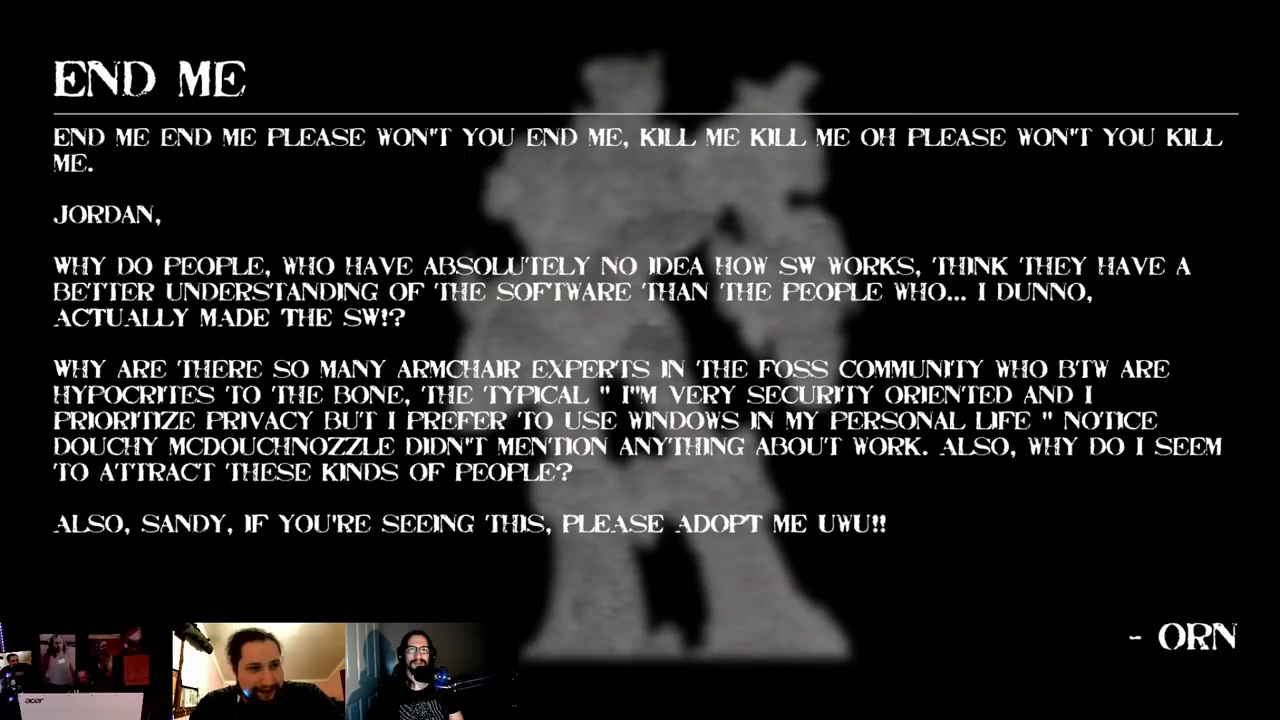 END ME
END ME END ME PLEASE WON'T YOU END ME, KILL ME KILL ME OH PLEASE WON'T YOU KILL
ME.
JORDAN,
WHY DO PEOPLE, WHO HAVE ABSOLUTELY NO IDEA HOW SW WORKS, THINK THEY HAVE A
BETTER UNDERSTANDING OF THE SOFTWARE THAN THE PEOPLE WHO... I DUNNO,
ACTUALLY MADE THE SW!?
WHY ARE THERE SO MANY ARMCHAIR EXPERTS IN THE FOSS COMMUNITY WHO BTW ARE
HYPOCRITES TO THE BONE, THE TYPICAL " I"M VERY SECURITY ORIENTED AND I
PRIORITIZE PRIVACY BUT I PREFER TO USE WINDOWS IN MY PERSONAL LIFE " NOTICE
DOUCHY MCDOUCHNOZZLE DIDN'T MENTION ANYTHING ABOUT WORK. ALSO, WHY DO I SEEM
TO ATTRACT THESE KINDS OF PEOPLE?
ALSO, SANDY, IF YOU'RE SEEING THIS, PLEASE ADOPT ME UWU!!
- ORN
acer